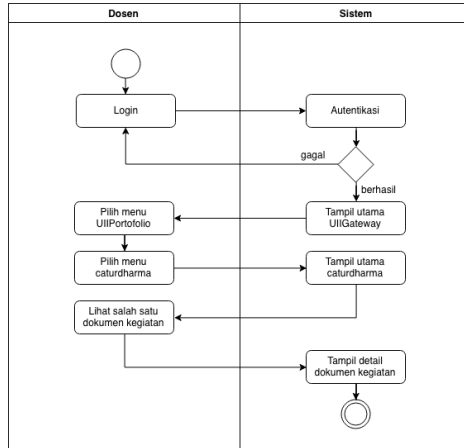 Dosen
Sistem
Login
Autentikasi
gagal
berhasil
Pilih menu
UIIPortofolio
Tampil utama
UIIGateway
Pilih menu
caturdharma
Tampil utama
caturdharma
Lihat salah satu
dokumen kegiatan
Tampil detail
dokumen kegiatan